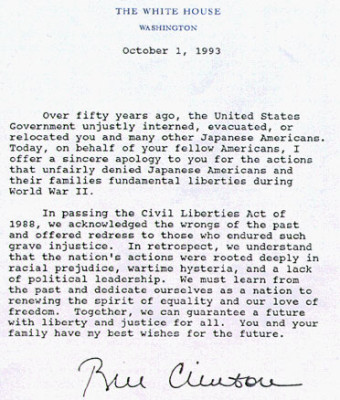 THE WHITE HOUSE
WASHINGTON
October 1, 1993
Over fifty years ago, the United States
Government unjustly interned, evacuated, or
relocated you and many other Japanese Americans.
Today, on behalf of your fellow Americans, I
offer a sincere apology to you for the actions
that unfairly denied Japanese Americans and
their families fundamental liberties during
World War II.
In passing the Civil Liberties Act of
1988, we acknowledged the wrongs of the past
and offered redress to those who endured such
grave injustice. In retrospect, we understand
that the nation's actions were rooted deeply in
racial prejudice, wartime hysteria, and a lack
of political leadership. We must learn from
the past and dedicate ourselves as a nation to
renewing the spirit of equality and our love of
freedom. Together, we can guarantee a future
with liberty and justice for all. You and your
family have my best wishes for the future.
Bill Clinton